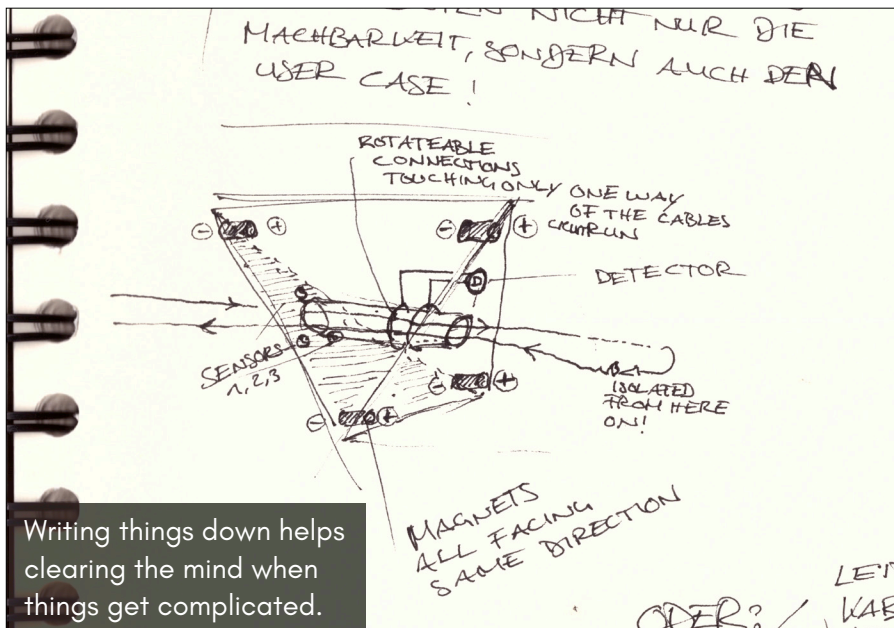 NICHT NUR DIE
MACHBARKEIT, SONDERN AUCH DEN
USER CASE!
ROTATEABLE
CONNECTIONS
TOUCHING ONLY ONE WAY
OF THE CABLES
RUN
- + - +
D
DETECTOR
SENSORS
1, 2, 3
- + - +
ISOLATED
FROM HERE
ON!
MAGNETS
ALL FACING
SAME DIRECTION
ODER?
Writing things down helps
clearing the mind when
things get complicated.